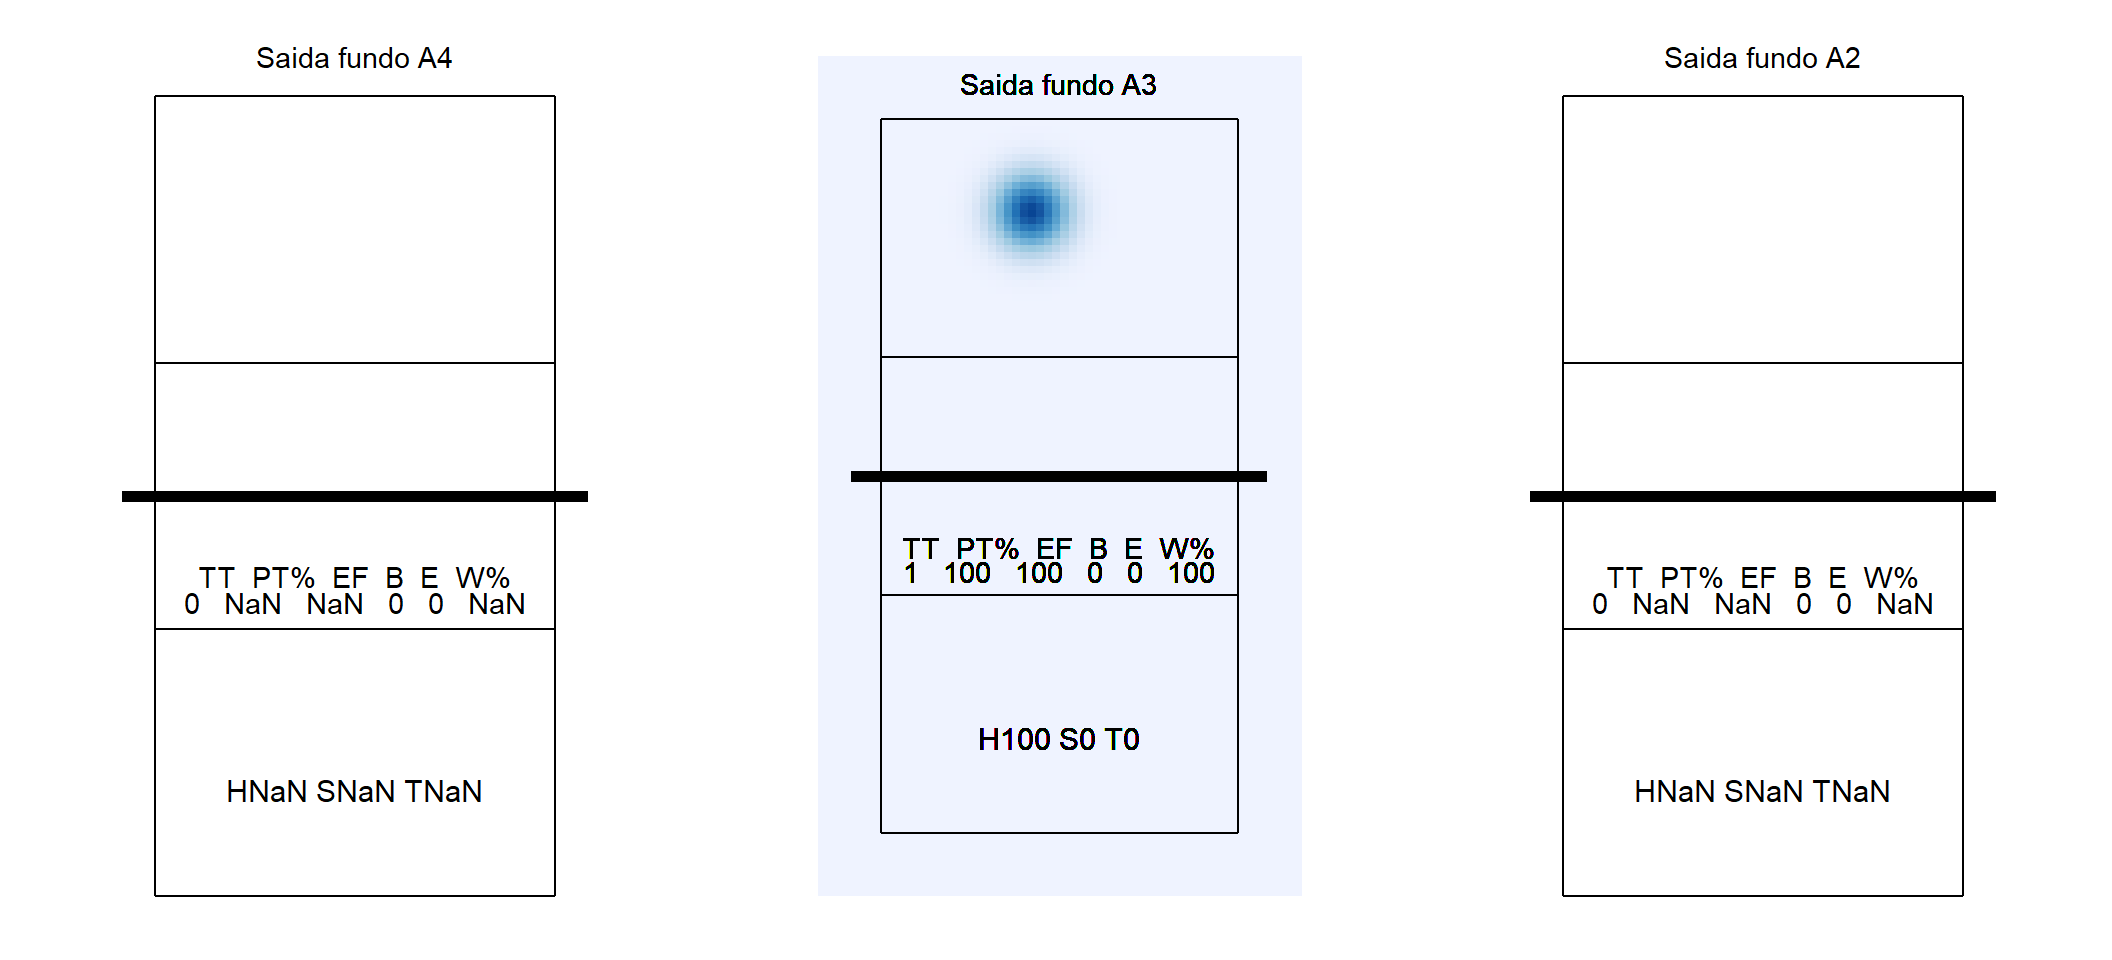 Saida fundo A4
TT PT% EF B E W%
0 NaN NaN 0 0 NaN
HNaN SNaN TNaN
Saida fundo A3
TT PT% EF B E W%
1 100 100 0 0 100
H100 S0 T0
Saida fundo A2
TT PT% EF B E W%
0 NaN NaN 0 0 NaN
HNaN SNaN TNaN